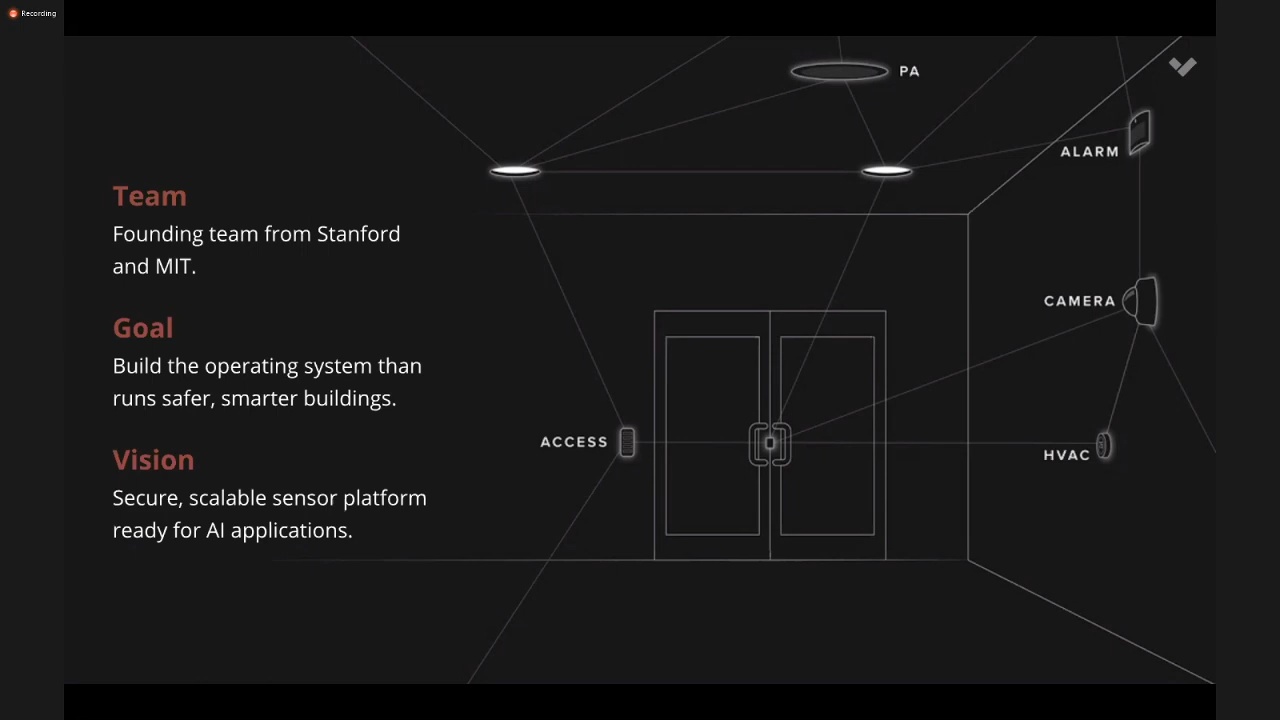 Recording
PA
ALARM
Team
Founding team from Stanford
and MIT.
Goal
Build the operating system than
runs safer, smarter buildings.
Vision
Secure, scalable sensor platform
ready for AI applications.
CAMERA
ACCESS
HVAC